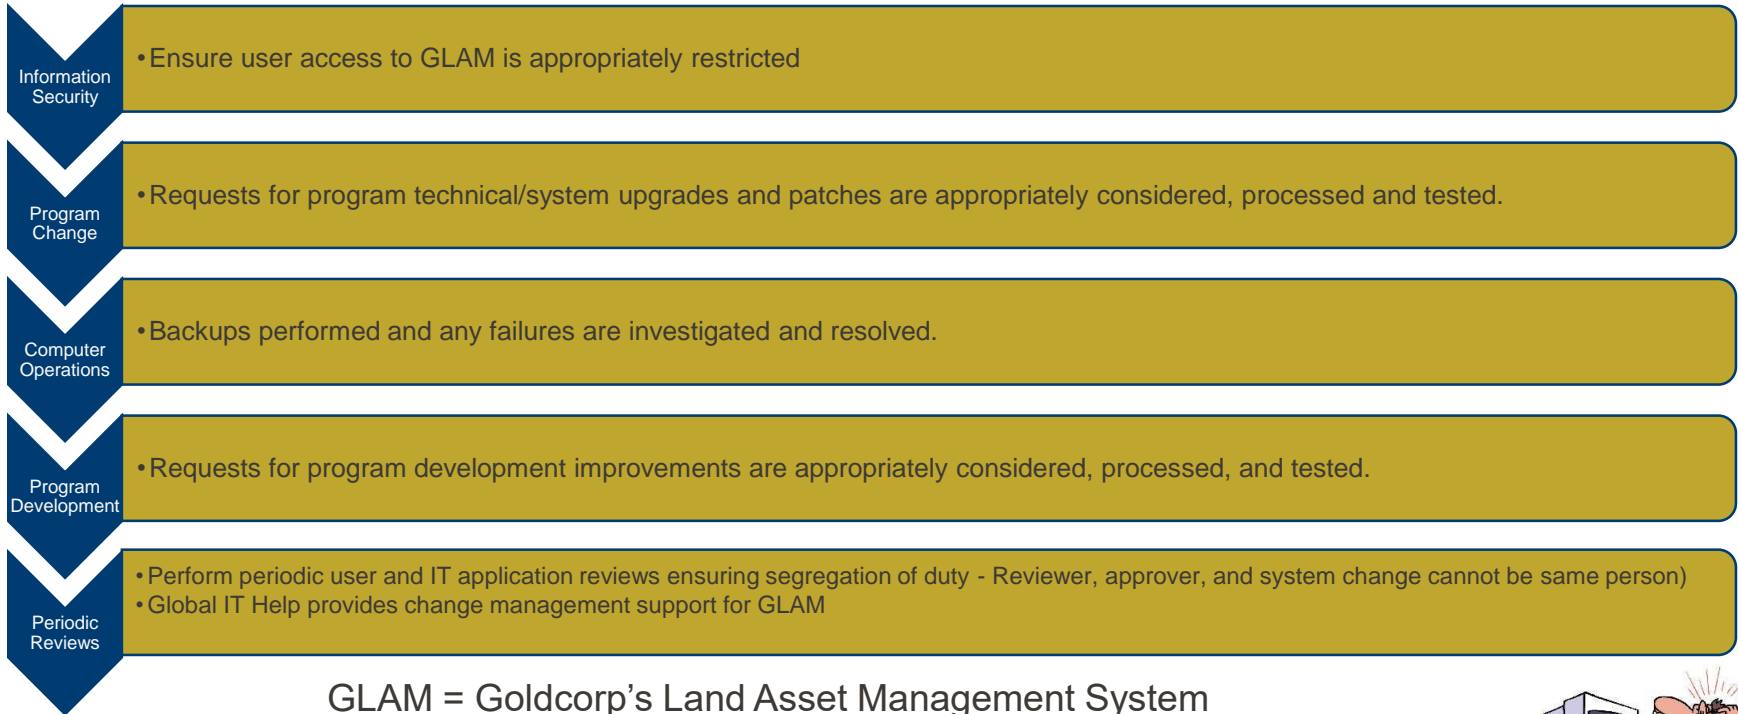 Information
Security
•Ensure user access to GLAM is appropriately restricted
Program
Change
•Requests for program technical/system upgrades and patches are appropriately considered, processed and tested.
Computer
Operations
•Backups performed and any failures are investigated and resolved.
Program
Development
•Requests for program development improvements are appropriately considered, processed, and tested.
Periodic
Reviews
•Perform periodic user and IT application reviews ensuring segregation of duty - Reviewer, approver, and system change cannot be same person)
•Global IT Help provides change management support for GLAM
GLAM = Goldcorp’s Land Asset Management System